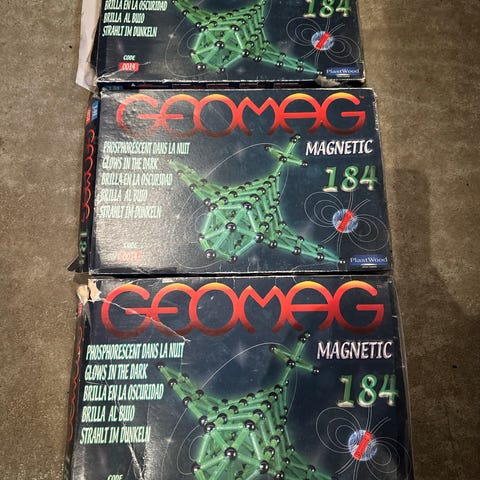 BRILLA EN LA OSCURIDAD
BRILLA AL BUIO
STRAHLT IM DUNKELN
184
CODE
0014
PlastWood
GEOMAG
PHOSPHORESCENT DANS LA NUIT
GLOWS IN THE DARK
BRILLA EN LA OSCURIDAD
BRILLA AL BUIO
STRAHLT IM DUNKELN
MAGNETIC
184
CODE
0014
PlastWood
GEOMAG
GEOMAG
PHOSPHORESCENT DANS LA NUIT
GLOWS IN THE DARK
BRILLA EN LA OSCURIDAD
BRILLA AL BUIO
STRAHLT IM DUNKELN
MAGNETIC
184
CODE